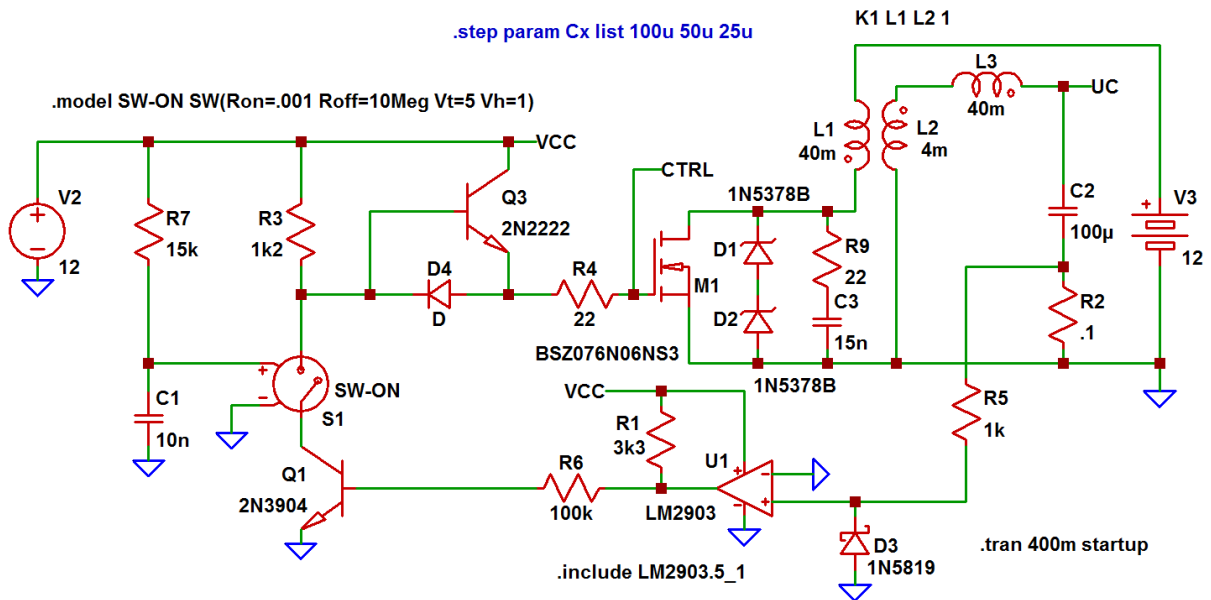 K1 L1 L2 1
.step param Cx list 100u 50u 25u
L3
40m
UC
.model SW-ON SW(Ron=.001 Roff=10Meg Vt=5 Vh=1)
L1
40m
L2
4m
VCC
V2
12
R7
15k
R3
1k2
Q3
2N2222
CTRL
1N5378B
C2
100µ
V3
+
12
D4
D
R4
22
M1
D1
D2
R9
22
C3
15n
R2
.1
BSZ076N06NS3
1N5378B
+
-
SW-ON
S1
C1
10n
VCC
R1
3k3
U1
R5
1k
Q1
2N3904
R6
100k
LM2903
D3
1N5819
.tran 400m startup
.include LM2903.5_1